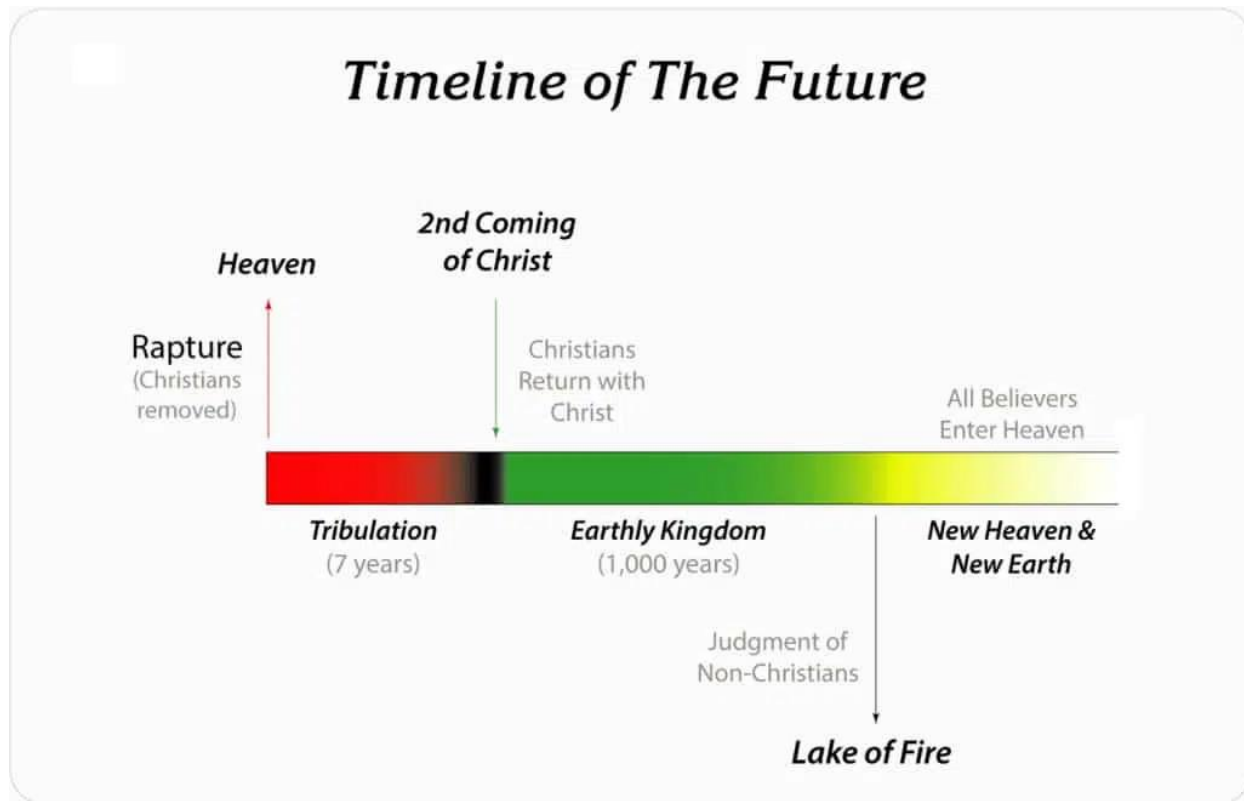 Timeline of The Future
2nd Coming
of Christ
Heaven
Rapture
(Christians
removed)
Christians
Return with
Christ
All Believers
Enter Heaven
Tribulation
(7 years)
Earthly Kingdom
(1,000 years)
New Heaven &
New Earth
Judgment of
Non-Christians
Lake of Fire